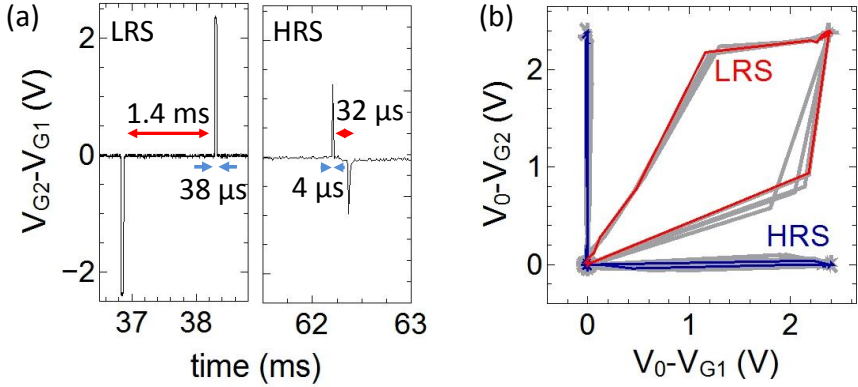 (a)
LRS
HRS
1.4 ms
32 µs
38 µs
4 µs
2
0
−2
V_G2-V_G1 (V)
37
38
62
63
time (ms)
(b)
LRS
HRS
2
1
0
V_0-V_G2 (V)
0
1
2
V_0-V_G1 (V)